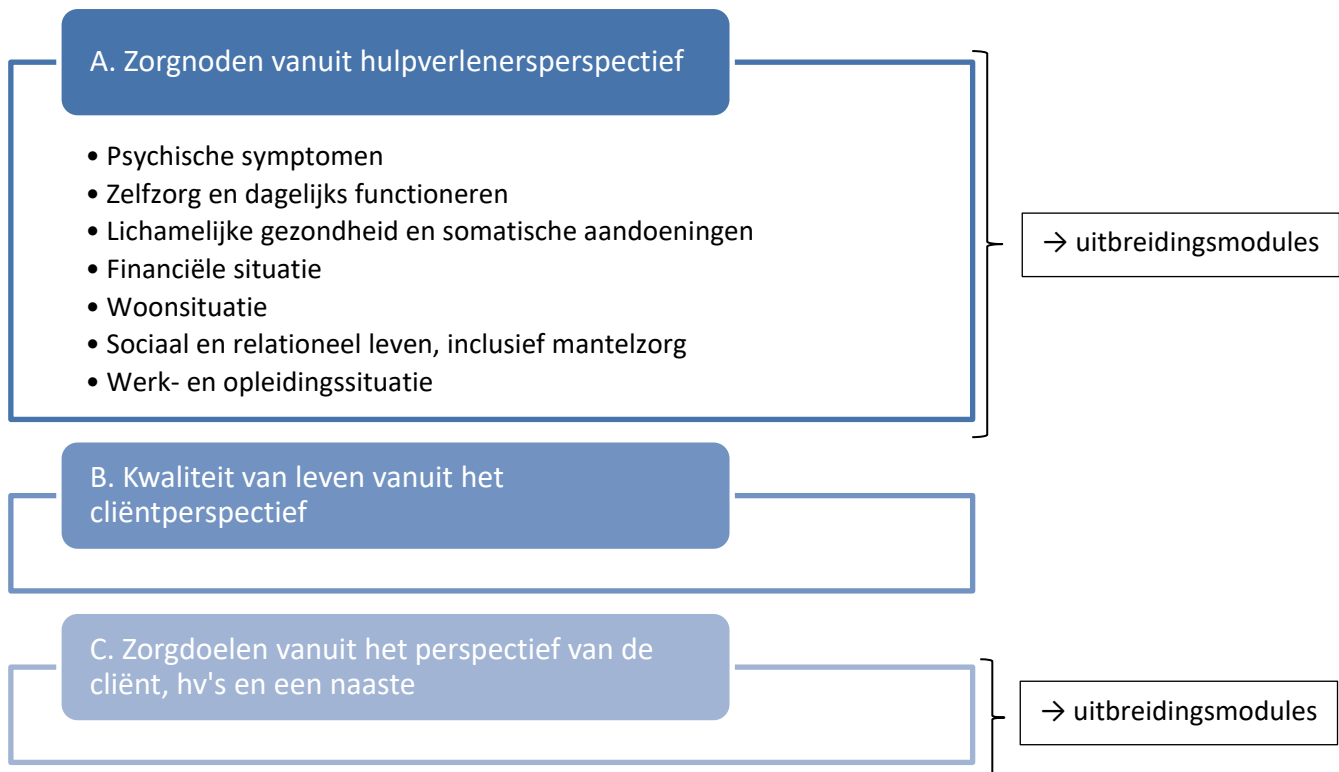 A. Zorgnoden vanuit hulpverlenersperspectief
• Psychische symptomen
• Zelfzorg en dagelijks functioneren
• Lichamelijke gezondheid en somatische aandoeningen
• Financiële situatie
• Woonsituatie
• Sociaal en relationeel leven, inclusief mantelzorg
• Werk- en opleidingssituatie
→ uitbreidingsmodules
B. Kwaliteit van leven vanuit het
cliëntperspectief
C. Zorgdoelen vanuit het perspectief van de
cliënt, hv's en een naaste
→ uitbreidingsmodules